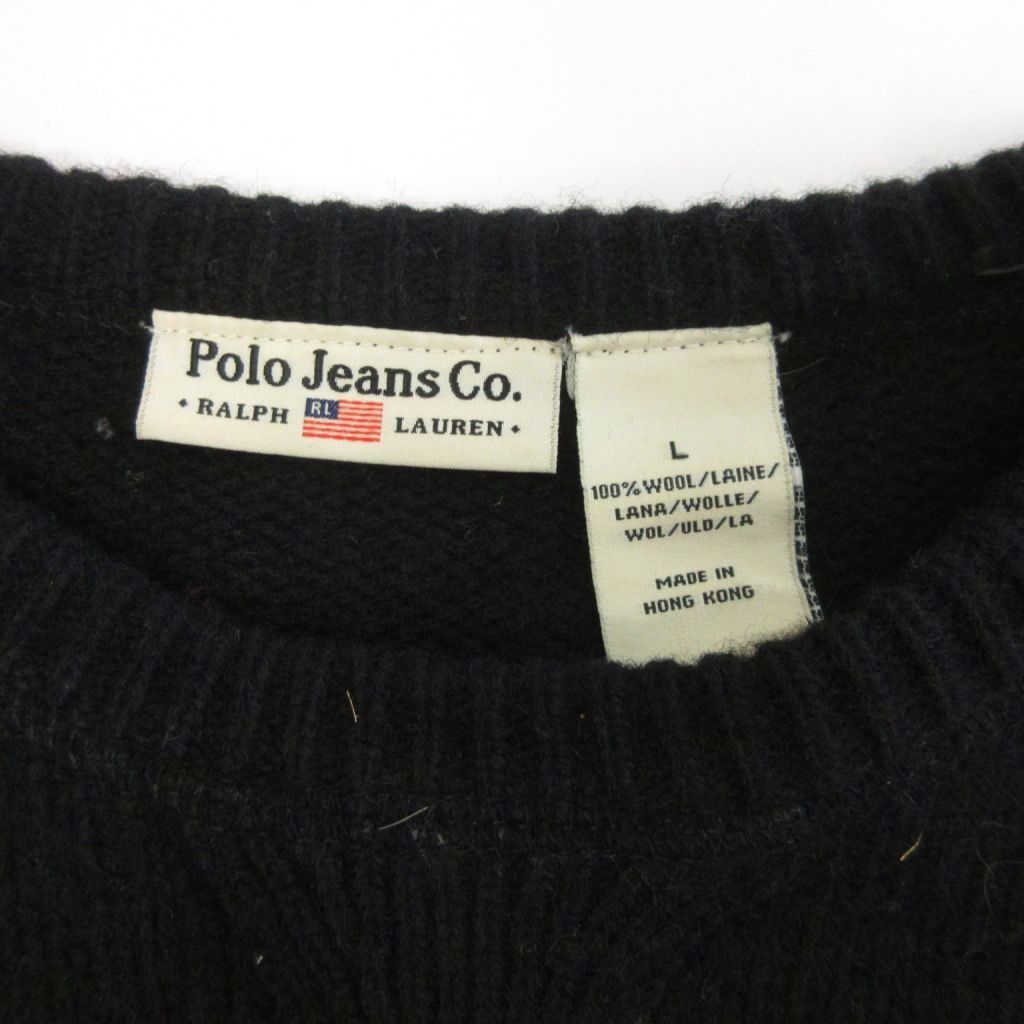 Polo Jeans Co.
RALPH RL LAUREN
L
100% WOOL/LAINE/
LANA/WOLLE/
WOL/ULD/LA
MADE IN
HONG KONG